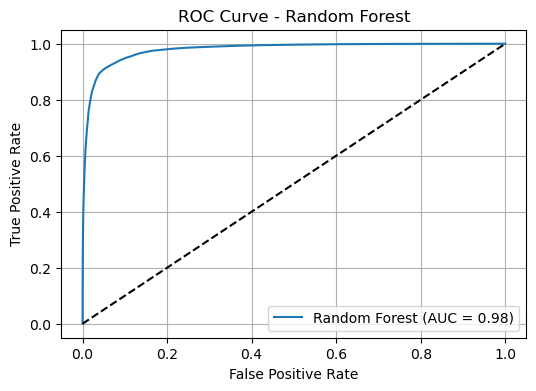 ROC Curve - Random Forest
True Positive Rate
1.0
0.8
0.6
0.4
0.2
0.0
Random Forest (AUC = 0.98)
0.0 0.2 0.4 0.6 0.8 1.0
False Positive Rate